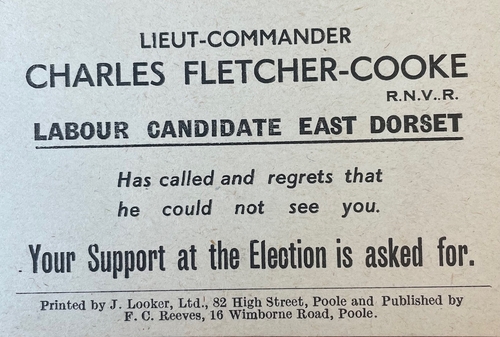 LIEUT-COMMANDER
CHARLES FLETCHER-COOKE
R.N.V..R.
LABOUR CANDIDATE EAST DORSET
Has called and regrets that
he could not see you.
Your Support at the Election is asked for.
Printed by J. Looker, Ltd., 82 High Street, Poole and Published by
F. C. Reeves, 16 Wimborne Road, Poole.